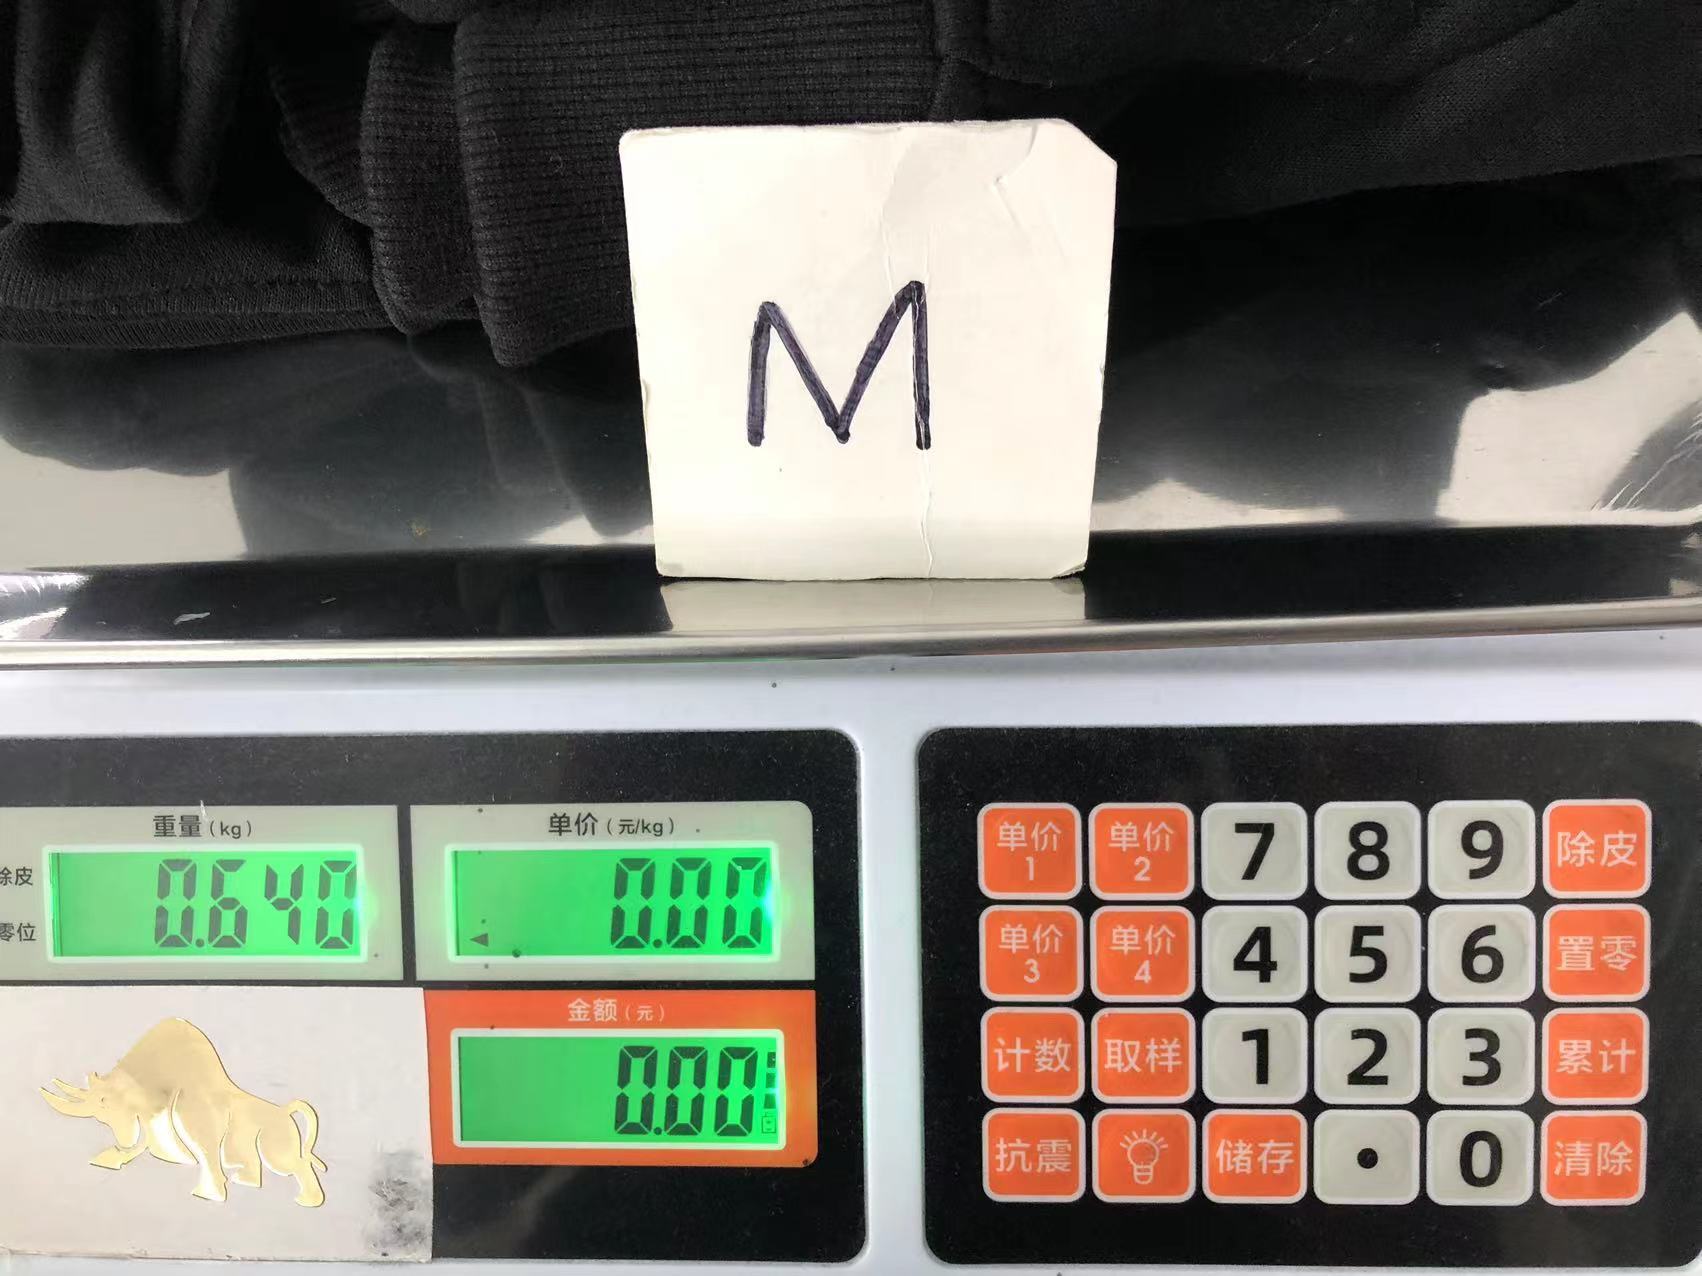 M
重量(kg)
0.640
除皮
零位
单价(元/kg)
0.00
金额(元)
0.00
单价1 单价2 7 8 9 除皮
单价3 单价4 4 5 6 置零
计数 取样 1 2 3 累计
抗震 储存 · 0 清除